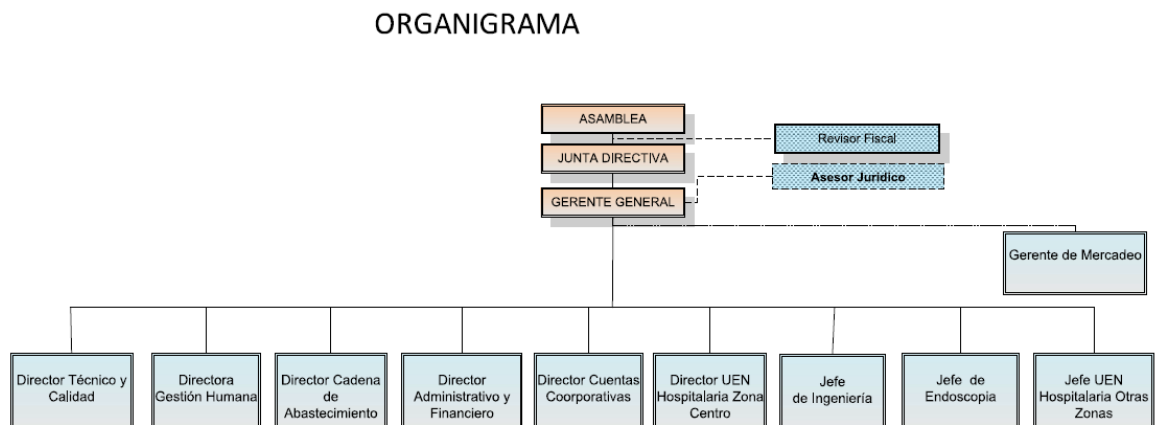 ORGANIGRAMA
ASAMBLEA
Revisor Fiscal
JUNTA DIRECTIVA
Asesor Juridico
GERENTE GENERAL
Gerente de Mercadeo
Director Técnico y
Calidad
Directora
Gestión Humana
Director Cadena
de
Abastecimiento
Director
Administrativo y
Financiero
Director Cuentas
Coorporativas
Director UEN
Hospitalaria Zona
Centro
Jefe
de Ingeniería
Jefe de
Endoscopia
Jefe UEN
Hospitalaria Otras
Zonas